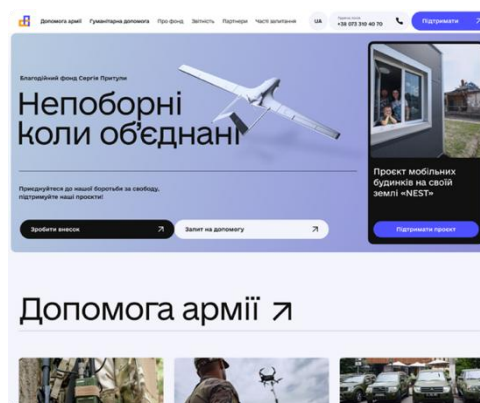 Допомога армії Гуманітарна допомога Про фонд Звітність Партнери Часті запитання UA +38 073 310 40 70 Підтримати
Благодійний фонд Сергія Притули
Непоборні
коли об’єднані
Приєднуйтеся до нашої боротьби за свободу,
підтримуйте наші проєкти!
Зробити внесок
Запит на допомогу
Проєкт мобільних
будинків на своїй
землі «NEST»
Підтримати проєкт
Допомога армії